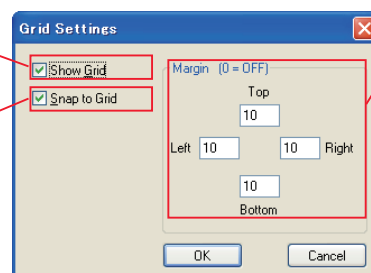 Grid Settings
Show Grid
Snap to Grid
Margin (0 = OFF)
Top
10
Left 10 10 Right
10
Bottom
OK Cancel